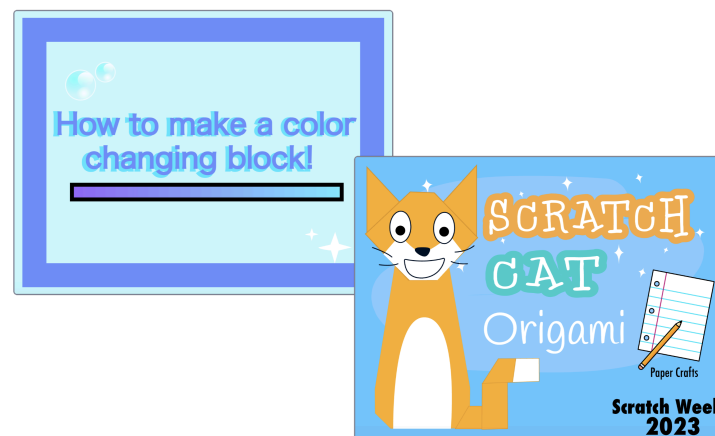 How to make a color
changing block!
SCRATCH
CAT
Origami
Paper Crafts
Scratch Week
2023